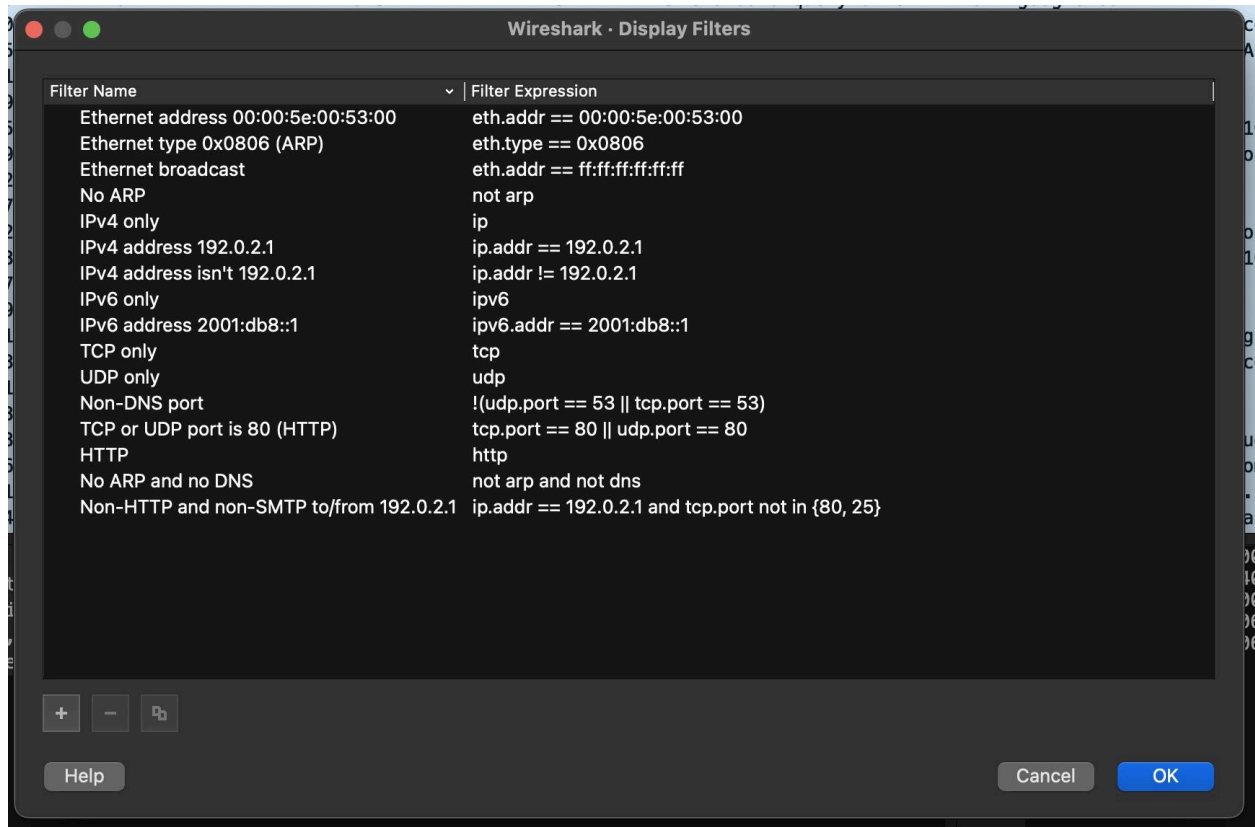 Wireshark · Display Filters
Filter Name Filter Expression
Ethernet address 00:00:5e:00:53:00 eth.addr == 00:00:5e:00:53:00
Ethernet type 0x0806 (ARP) eth.type == 0x0806
Ethernet broadcast eth.addr == ff:ff:ff:ff:ff:ff
No ARP not arp
IPv4 only ip
IPv4 address 192.0.2.1 ip.addr == 192.0.2.1
IPv4 address isn't 192.0.2.1 ip.addr != 192.0.2.1
IPv6 only ipv6
IPv6 address 2001:db8::1 ipv6.addr == 2001:db8::1
TCP only tcp
UDP only udp
Non-DNS port !(udp.port == 53 || tcp.port == 53)
TCP or UDP port is 80 (HTTP) tcp.port == 80 || udp.port == 80
HTTP http
No ARP and no DNS not arp and not dns
Non-HTTP and non-SMTP to/from 192.0.2.1 ip.addr == 192.0.2.1 and tcp.port not in {80, 25}
+ −
Help Cancel OK